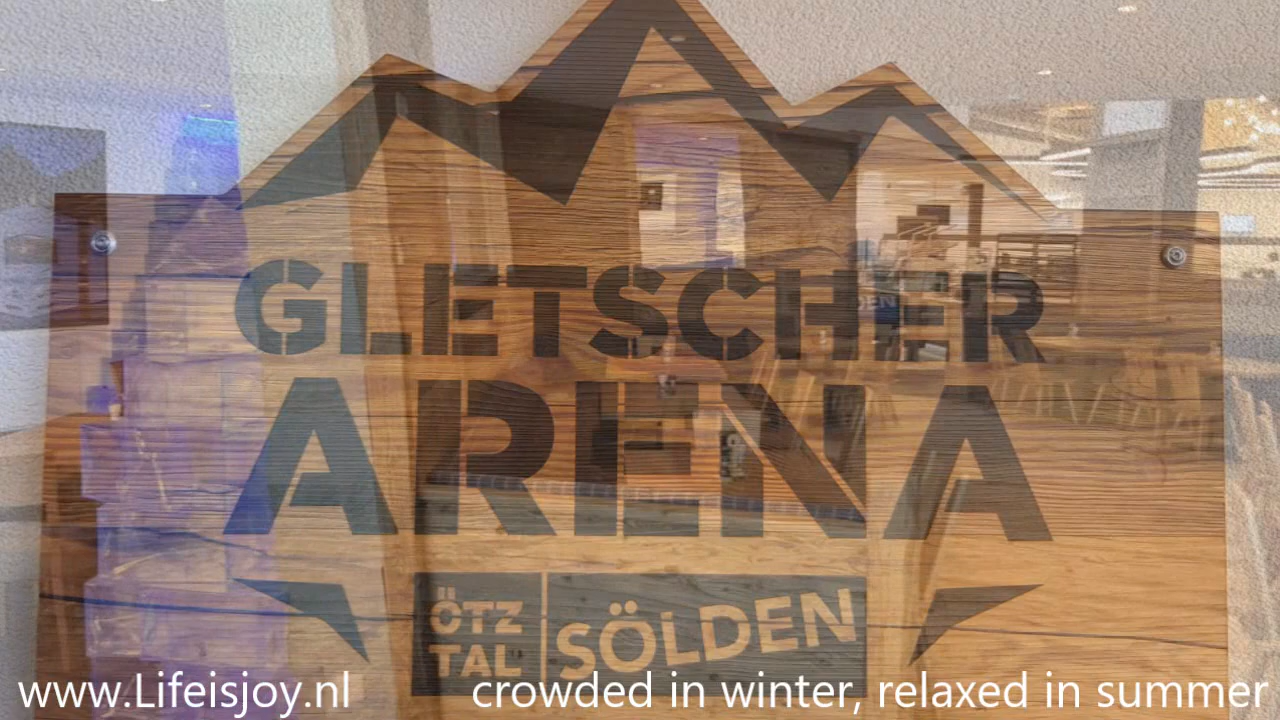 GLETSCHER
ARENA
ÖTZ
TAL
SÖLDEN
www.Lifeisjoy.nl
crowded in winter, relaxed in summer